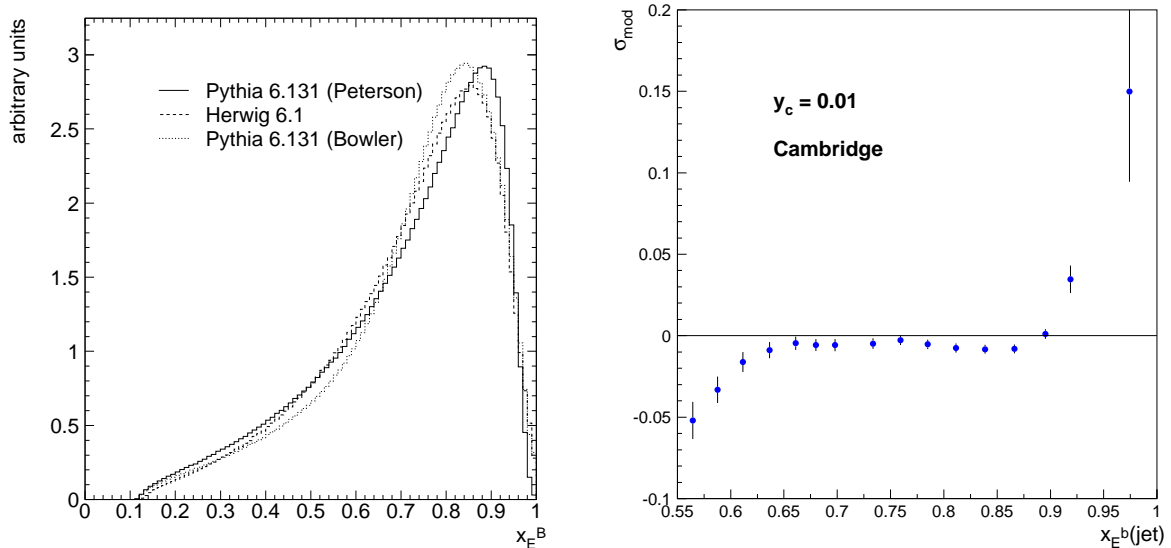 arbitrary units
3
2.5
2
1.5
1
0.5
0
Pythia 6.131 (Peterson)
Herwig 6.1
Pythia 6.131 (Bowler)
0 0.1 0.2 0.3 0.4 0.5 0.6 0.7 0.8 0.9 1
x_E^B
σ_mod
0.2
0.15
0.1
0.05
0
-0.05
-0.1
y_c = 0.01
Cambridge
0.55 0.6 0.65 0.7 0.75 0.8 0.85 0.9 0.95 1
x_E^b(jet)